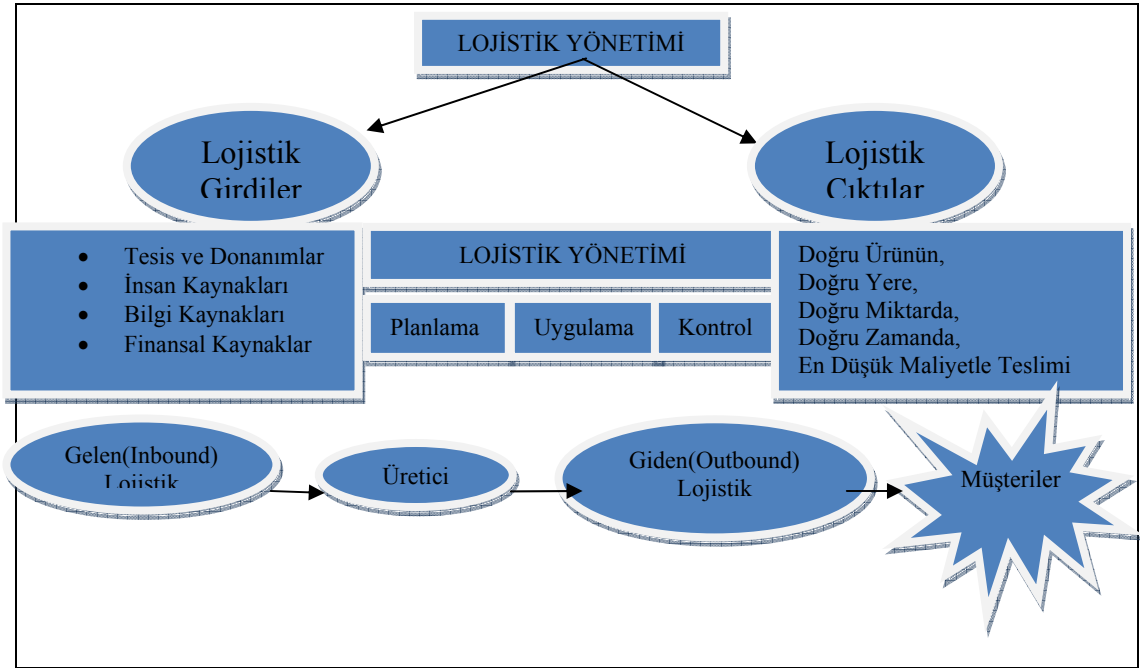 LOJİSTİK YÖNETİMİ
Lojistik
Girdiler
Lojistik
Çıktılar
• Tesis ve Donanımlar
• İnsan Kaynakları
• Bilgi Kaynakları
• Finansal Kaynaklar
LOJİSTİK YÖNETİMİ
Planlama
Uygulama
Kontrol
Doğru Ürünün,
Doğru Yere,
Doğru Miktarda,
Doğru Zamanda,
En Düşük Maliyetle Teslimi
Gelen(Inbound)
Lojistik
Üretici
Giden(Outbound)
Lojistik
Müşteriler